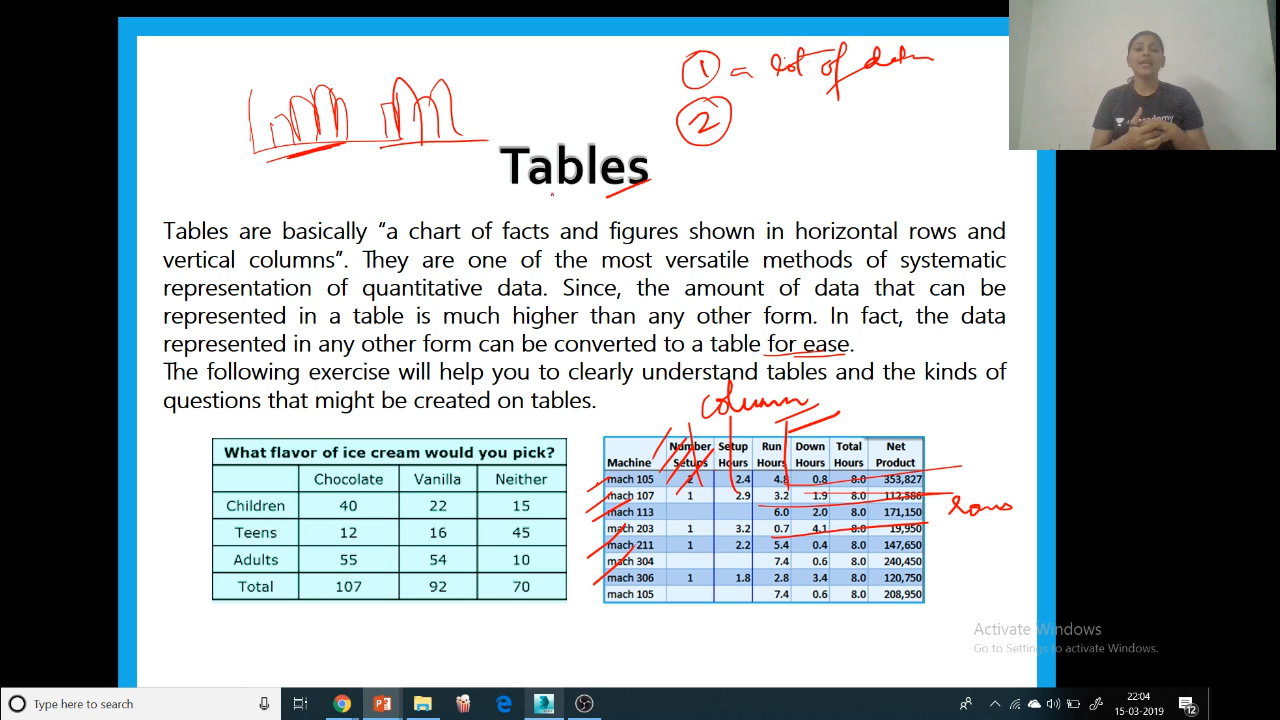 ① = lot of data
②
Tables
Tables are basically “a chart of facts and figures shown in horizontal rows and
vertical columns”. They are one of the most versatile methods of systematic
representation of quantitative data. Since, the amount of data that can be
represented in a table is much higher than any other form. In fact, the data
represented in any other form can be converted to a table for ease.
The following exercise will help you to clearly understand tables and the kinds of
questions that might be created on tables.
column
What flavor of ice cream would you pick?
Chocolate Vanilla Neither
Children 40 22 15
Teens 12 16 45
Adults 55 54 10
Total 107 92 70
Number Setup Run Down Total Net
Machine Setups Hours Hours Hours Hours Product
mach 105 2 2.4 4.8 0.8 8.0 353,827
mach 107 1 2.9 3.2 1.9 8.0 112,586
mach 113 6.0 2.0 8.0 171,150
mach 203 1 3.2 0.7 4.1 8.0 19,950
mach 211 1 2.2 5.4 0.4 8.0 147,650
mach 304 7.4 0.6 8.0 240,450
mach 306 1 1.8 2.8 3.4 8.0 120,750
mach 105 7.4 0.6 8.0 208,950
rows
Activate Windows
Go to Settings to activate Windows.
Type here to search
22:04
15-03-2019
12